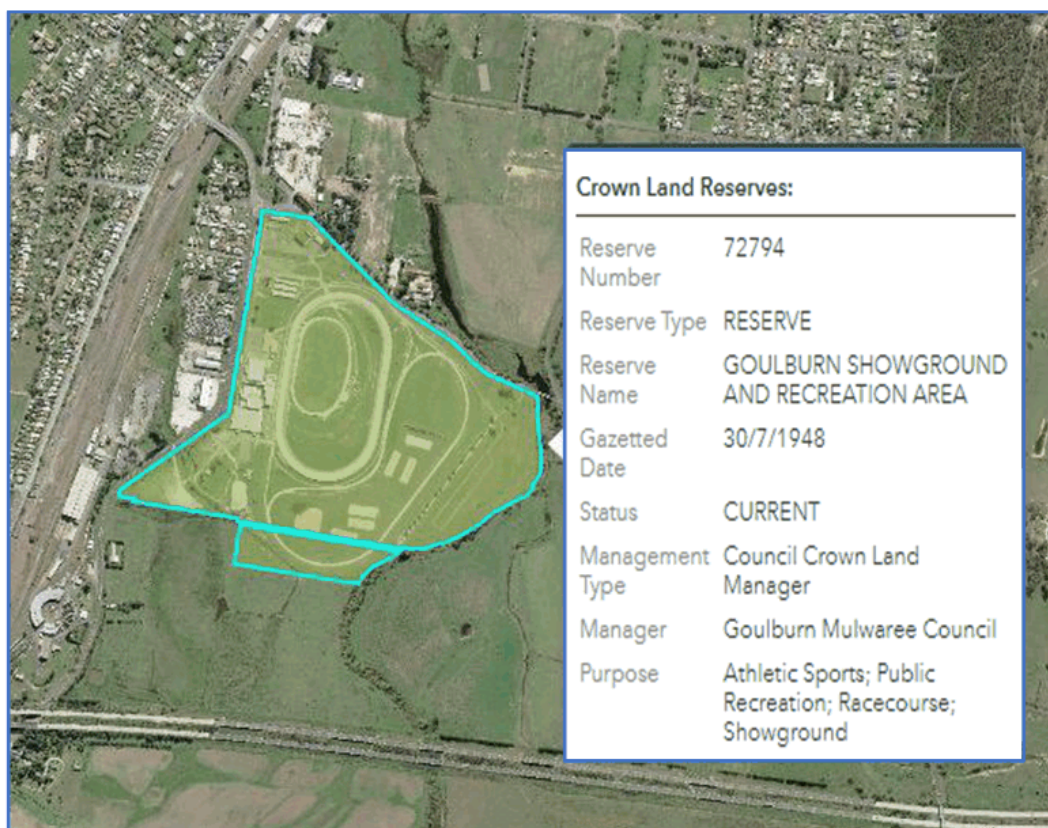 Crown Land Reserves:
Reserve Number 72794
Reserve Type RESERVE
Reserve Name GOULBURN SHOWGROUND AND RECREATION AREA
Gazetted Date 30/7/1948
Status CURRENT
Management Type Council Crown Land Manager
Manager Goulburn Mulwaree Council
Purpose Athletic Sports; Public Recreation; Racecourse; Showground